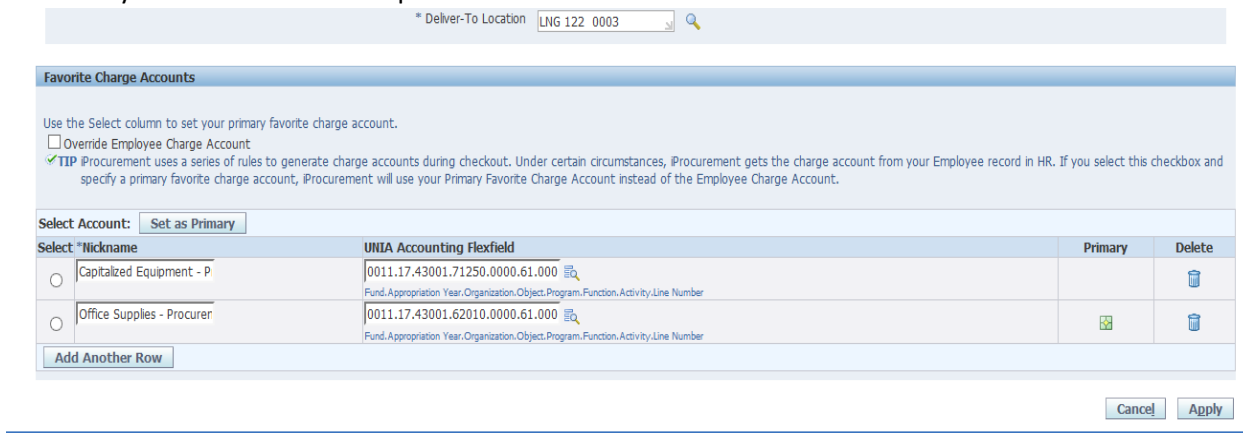 * Deliver-To Location LNG 122 0003
Favorite Charge Accounts
Use the Select column to set your primary favorite charge account.
Override Employee Charge Account
TIP iProcurement uses a series of rules to generate charge accounts during checkout. Under certain circumstances, iProcurement gets the charge account from your Employee record in HR. If you select this checkbox and
specify a primary favorite charge account, iProcurement will use your Primary Favorite Charge Account instead of the Employee Charge Account.
Select Account: Set as Primary
Select *Nickname UNIA Accounting Flexfield Primary Delete
Capitalized Equipment - P 0011.17.43001.71250.0000.61.000
Fund.Appropriation Year.Organization.Object.Program.Function.Activity.Line Number
Office Supplies - Procurer 0011.17.43001.62010.0000.61.000
Fund.Appropriation Year.Organization.Object.Program.Function.Activity.Line Number
Add Another Row
Cancel Apply